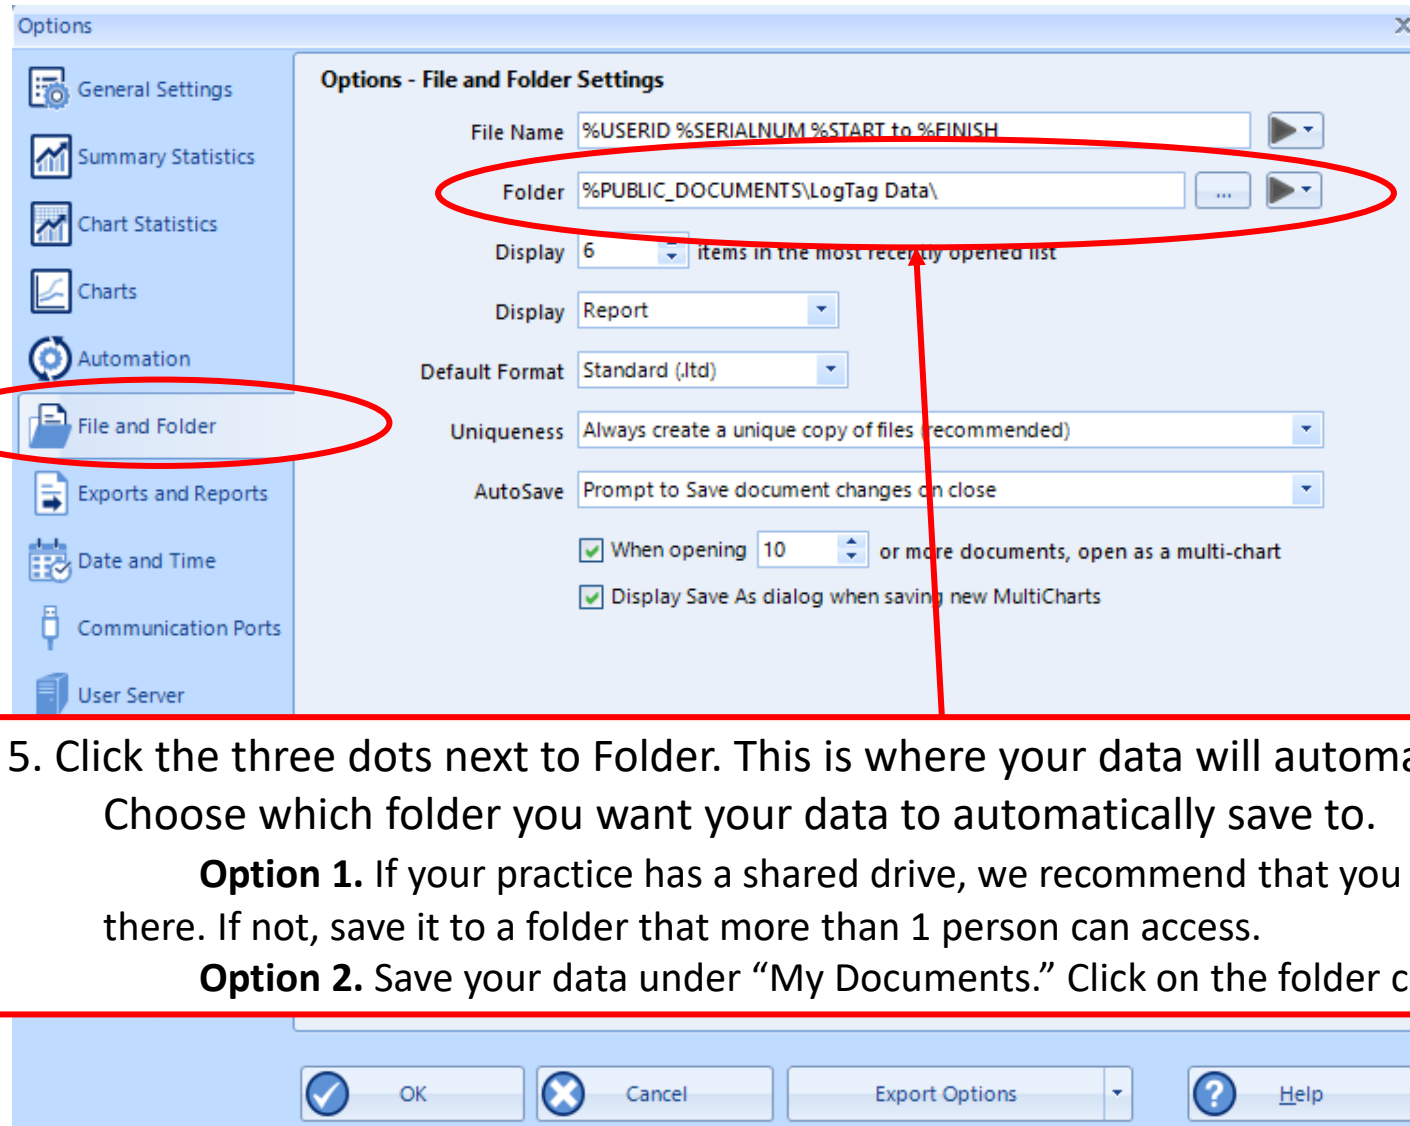 Options
General Settings
Summary Statistics
Chart Statistics
Charts
Automation
File and Folder
Exports and Reports
Date and Time
Communication Ports
User Server
Options - File and Folder Settings
File Name %USERID %SERIALNUM %START to %FINISH
Folder %PUBLIC_DOCUMENTS\LogTag Data\ ...
Display 6 items in the most recently opened list
Display Report
Default Format Standard (.ltd)
Uniqueness Always create a unique copy of files (recommended)
AutoSave Prompt to Save document changes on close
When opening 10 or more documents, open as a multi-chart
Display Save As dialog when saving new MultiCharts
5. Click the three dots next to Folder. This is where your data will automa
Choose which folder you want your data to automatically save to.
Option 1. If your practice has a shared drive, we recommend that you
there. If not, save it to a folder that more than 1 person can access.
Option 2. Save your data under “My Documents.” Click on the folder c
OK Cancel Export Options Help